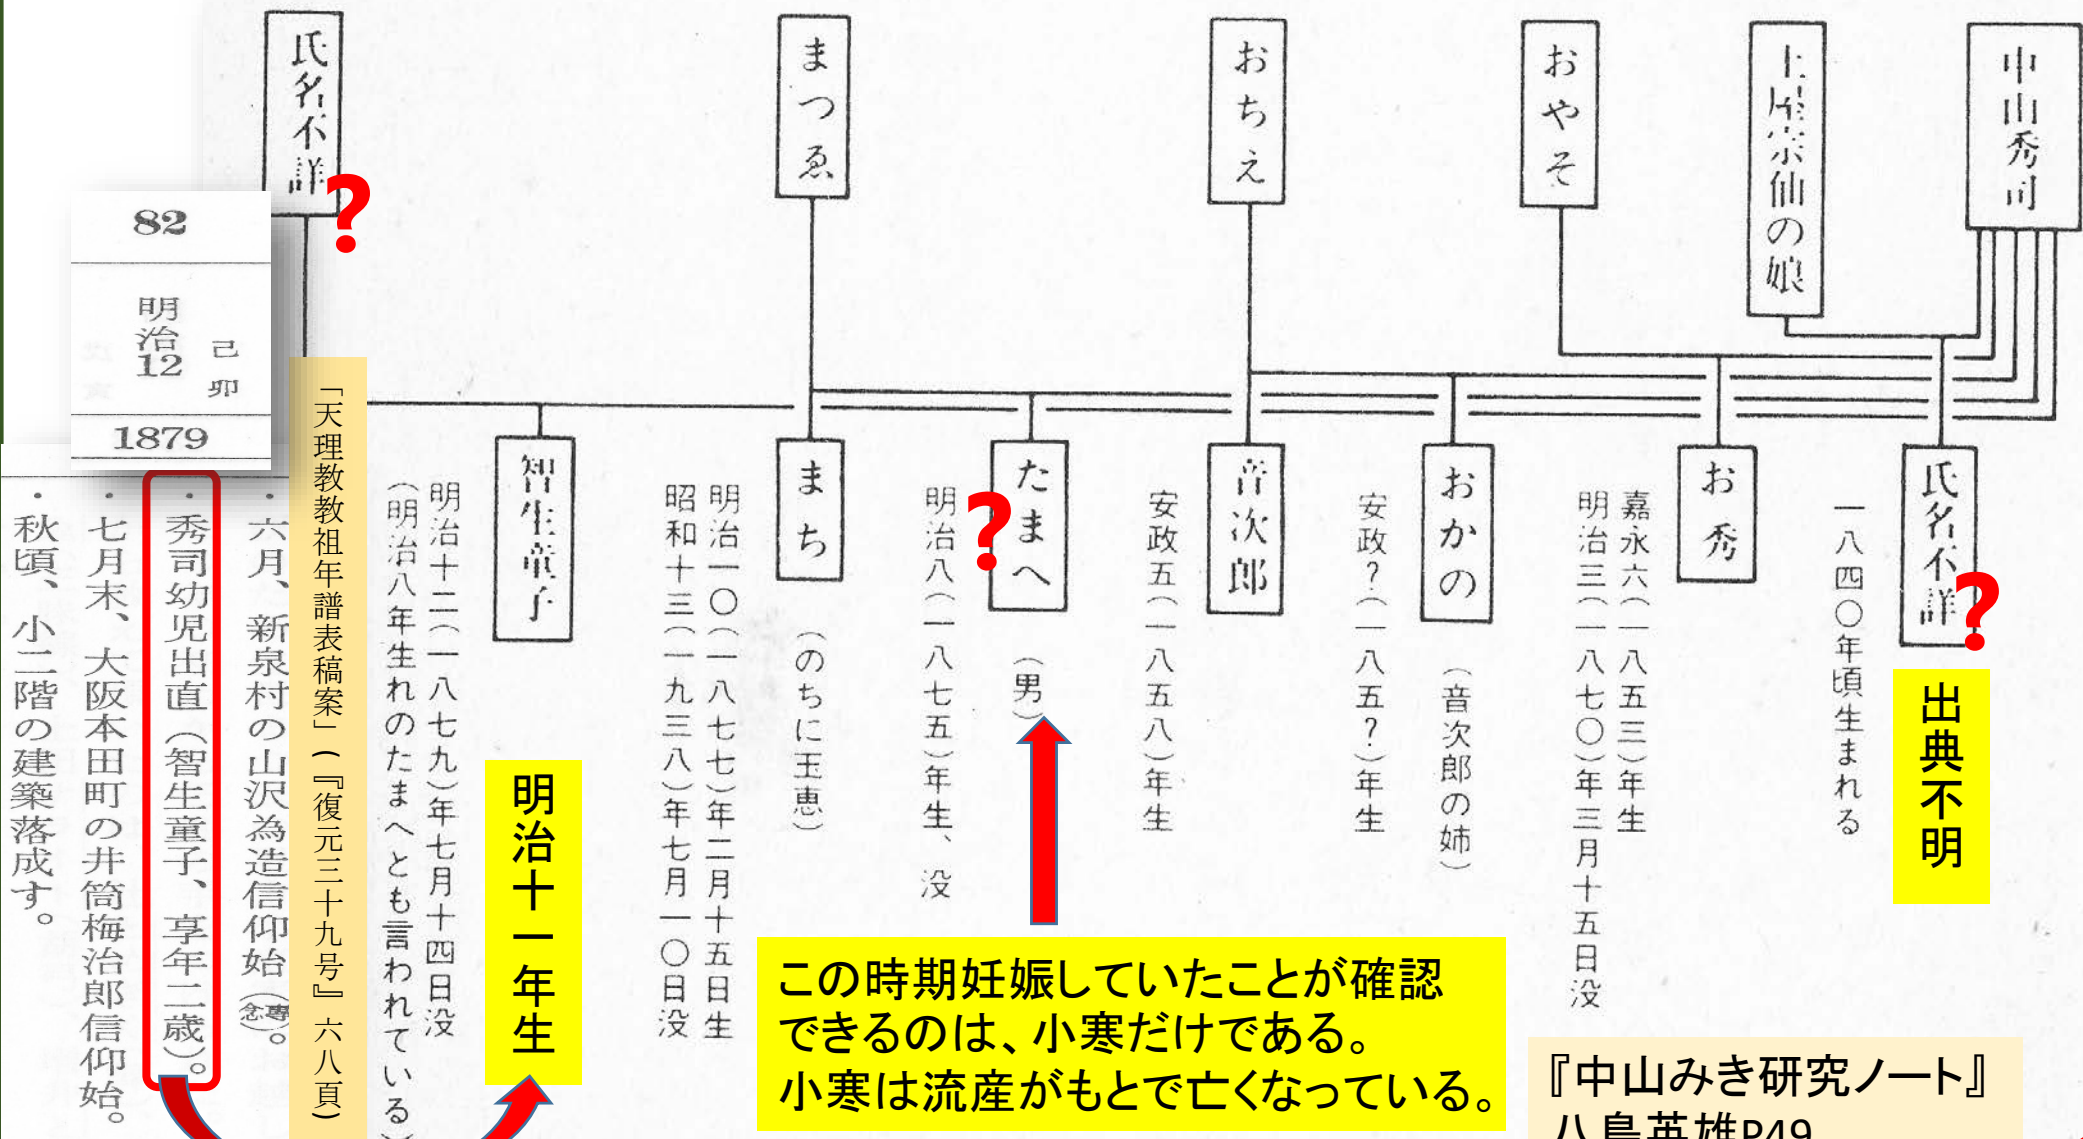 中山秀司
土屋宗仙の娘
おやそ
おちえ
まつゑ
氏名不詳
?
氏名不詳
?
一八四〇年頃生まれる
出典不明
お秀
嘉永六(一八五三)年生
明治三(一八七〇)年三月十五日没
おかの
(音次郎の姉)
安政?(一八五?)年生
音次郎
安政五(一八五八)年生
たまへ
(男)
?
明治八(一八七五)年生、没
まち
(のちに玉恵)
明治一〇(一八七七)年二月十五日生
昭和十三(一九三八)年七月一〇日没
智生童子
明治十一年生
明治十二(一八七九)年七月十四日没
(明治八年生れのたまへとも言われている)
この時期妊娠していたことが確認
できるのは、小寒だけである。
小寒は流産がもとで亡くなっている。
『中山みき研究ノート』
八島英雄P49
「天理教教祖年譜表稿案」(『復元三十九号』六八頁)
82
明治12
己卯
1879
・六月、新泉村の山沢為造信仰始(専念)。
・秀司幼児出直(智生童子、享年二歳)。
・七月末、大阪本田町の井筒梅治郎信仰始。
・秋頃、小二階の建築落成す。